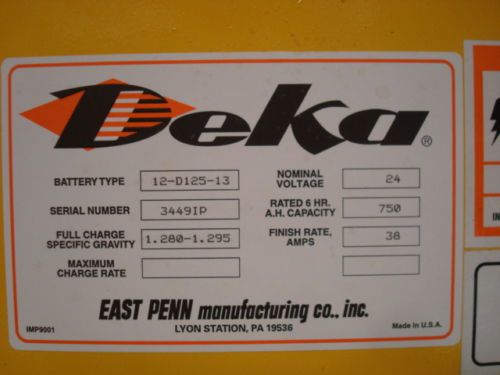 Deka®
BATTERY TYPE 12-D125-13
NOMINAL VOLTAGE 24
SERIAL NUMBER 3449IP
RATED 6 HR. A.H. CAPACITY 750
FULL CHARGE SPECIFIC GRAVITY 1.280-1.295
FINISH RATE, AMPS 38
MAXIMUM CHARGE RATE
EAST PENN manufacturing co., inc.
LYON STATION, PA 19536
IMP9001
Made in U.S.A.
IN